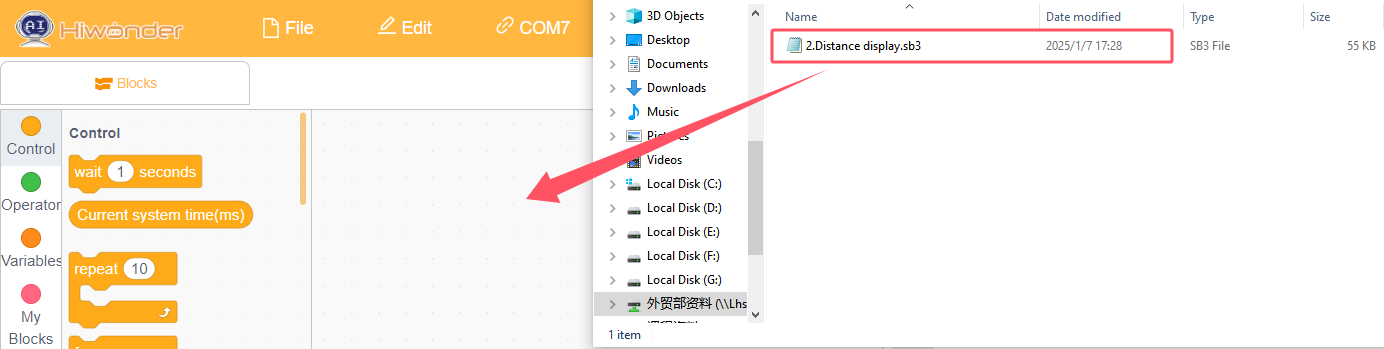 AI
Hiwonder
File
Edit
COM7
Blocks
Control
Operator
Variables
My
Blocks
Control
wait 1 seconds
Current system time(ms)
repeat 10
3D Objects
Desktop
Documents
Downloads
Music
Pictures
Videos
Local Disk (C:)
Local Disk (D:)
Local Disk (E:)
Local Disk (F:)
Local Disk (G:)
外贸部资料 (\\Lhs
1 item
Name
Date modified
Type
Size
2.Distance display.sb3
2025/1/7 17:28
SB3 File
55 KB